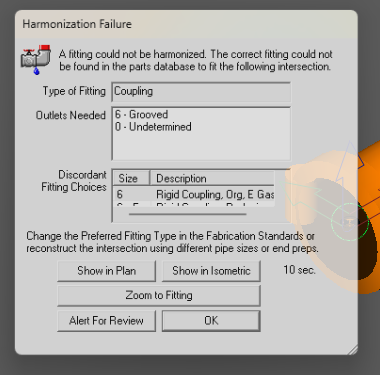 Harmonization Failure
A fitting could not be harmonized. The correct fitting could not
be found in the parts database to fit the following intersection.
Type of Fitting Coupling
Outlets Needed 6 - Grooved
0 - Undetermined
Discordant
Fitting Choices
Size Description
6 Rigid Coupling, Org, E Gas
Change the Preferred Fitting Type in the Fabrication Standards or
reconstruct the intersection using different pipe sizes or end preps.
Show in Plan Show in Isometric 10 sec.
Zoom to Fitting
Alert For Review OK